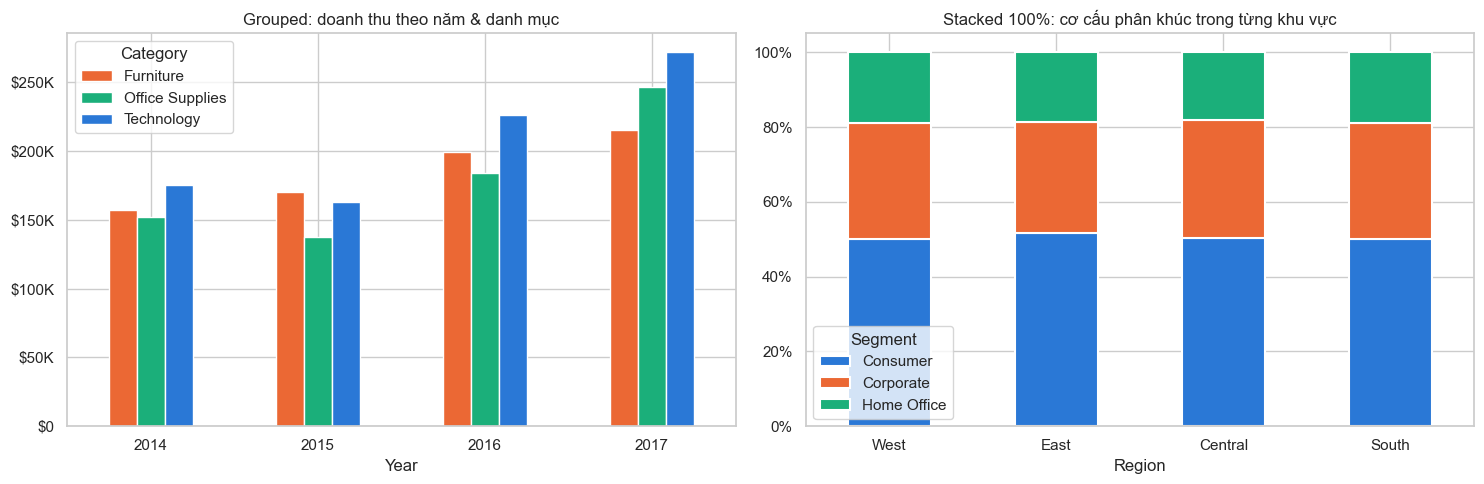 Grouped: doanh thu theo năm & danh mục
Category
Furniture
Office Supplies
Technology
$250K
$200K
$150K
$100K
$50K
$0
2014 2015 2016 2017
Year
Stacked 100%: cơ cấu phân khúc trong từng khu vực
100%
80%
60%
40%
20%
0%
Segment
Consumer
Corporate
Home Office
West East Central South
Region